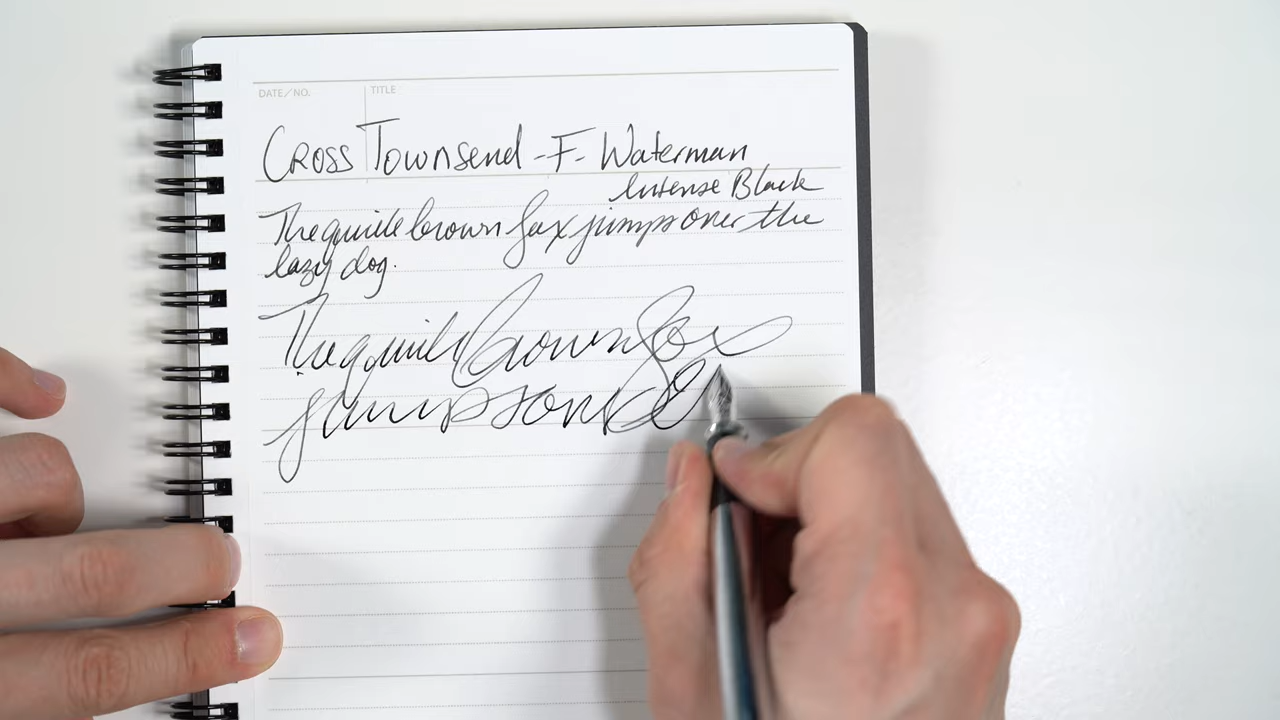 DATE/NO. TITLE
Cross Townsend - F - Waterman
Intense Black
The quick brown fox jumps over the
lazy dog.
The quick brown fox
jumps over